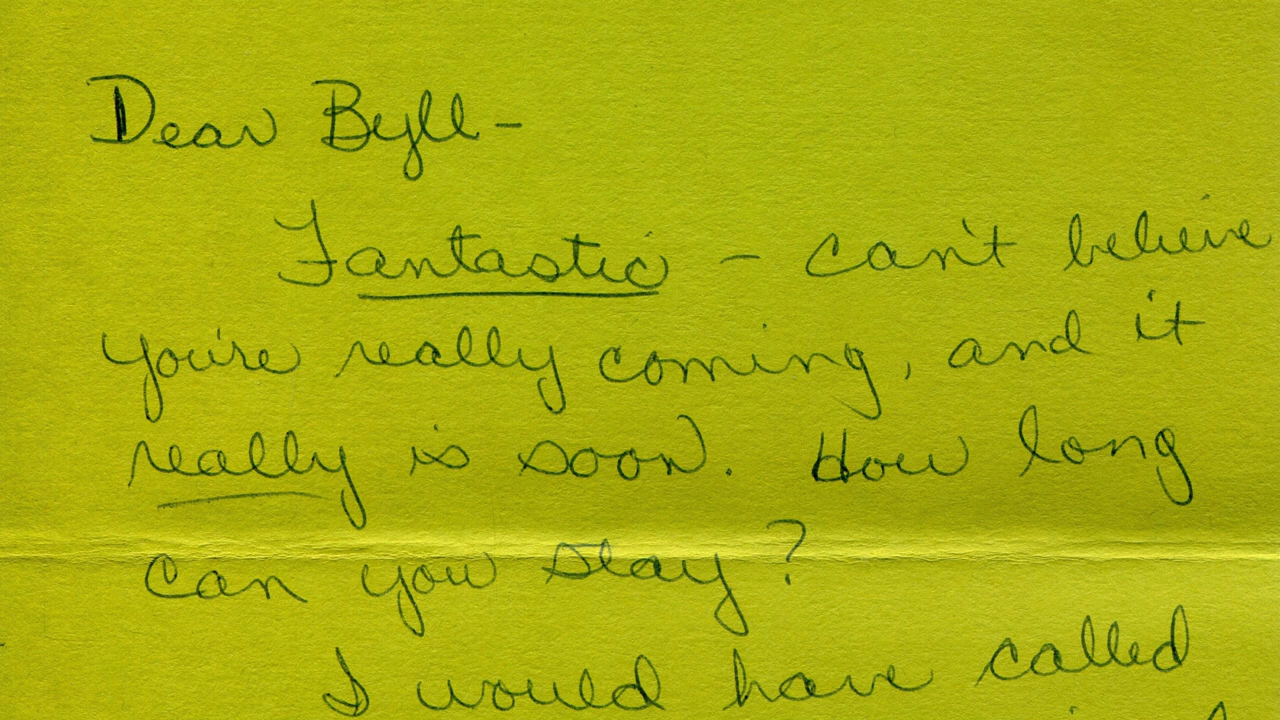 Dear Byll-
Fantastic - can't believe
you're really coming, and it
really is soon. How long
can you stay?
I would have called